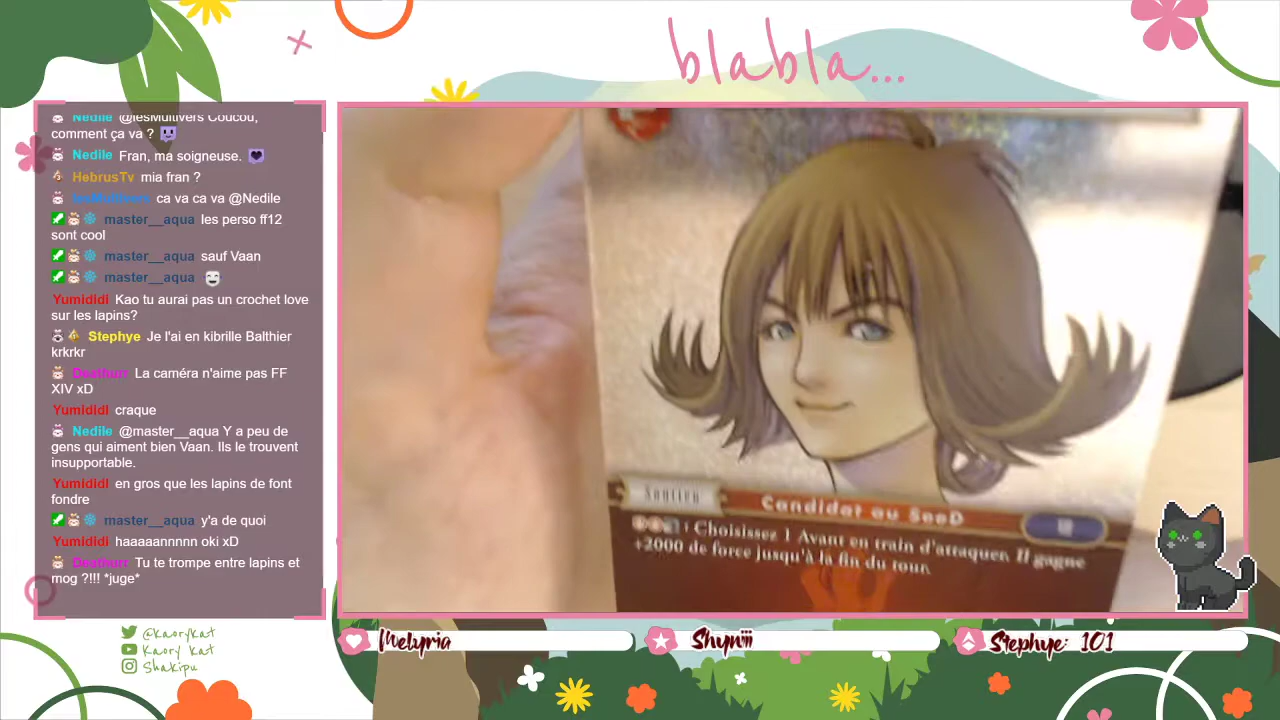 blabla...
Nedile @lesMultivers Coucou,
comment ça va ?
Nedile Fran, ma soigneuse.
HebrusTv mia fran ?
lesMultivers ca va ca va @Nedile
master__aqua les perso ff12
sont cool
master__aqua sauf Vaan
master__aqua
Yumididi Kao tu aurai pas un crochet love
sur les lapins?
Stephye Je l'ai en kibrille Balthier
krkrkr
Deathurr La caméra n'aime pas FF
XIV xD
Yumididi craque
Nedile @master__aqua Y a peu de
gens qui aiment bien Vaan. Ils le trouvent
insupportable.
Yumididi en gros que les lapins de font
fondre
master__aqua y'a de quoi
Yumididi haaaaannnnn oki xD
Deathurr Tu te trompe entre lapins et
mog ?!!! *juge*
Soutien
Candidat au SeeD
: Choisissez 1 Avant en train d'attaquer. Il gagne
+2000 de force jusqu'à la fin du tour.
@kaorykat
Kaory kat
Shakipu
Melyria
Shyniii
Stephye: 101